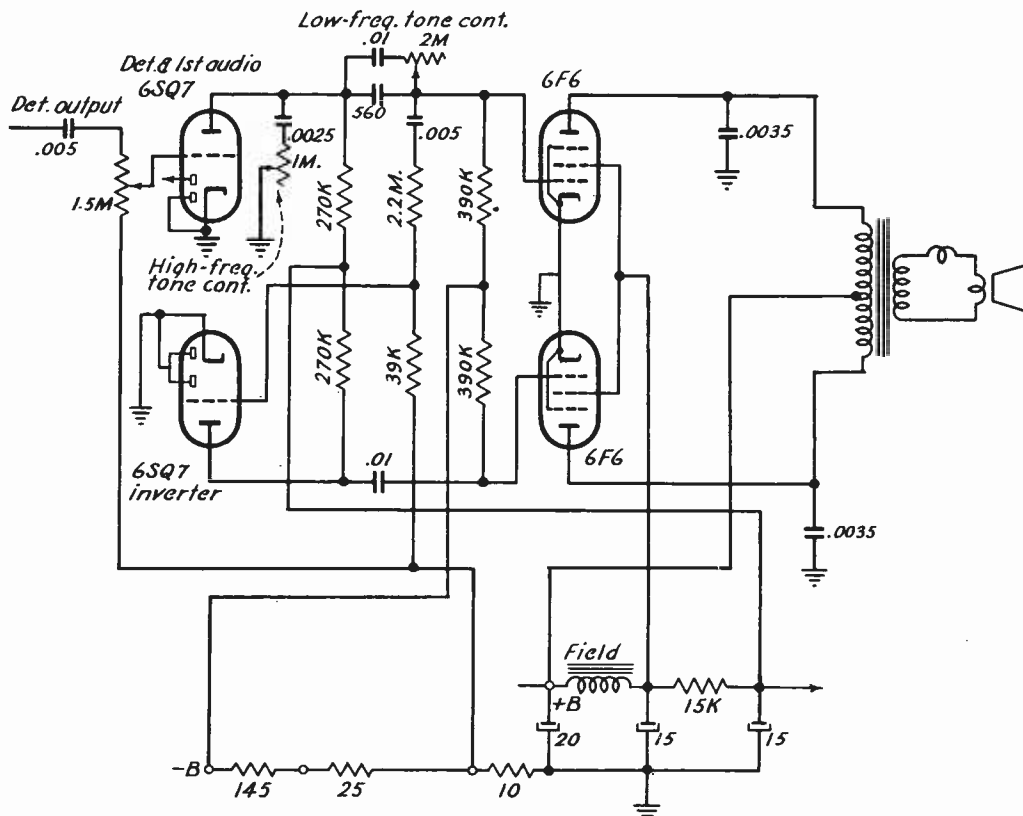 Low-freq. tone cont.
.01
2M
Det.& 1st audio
6SQ7
6F6
Det. output
.005
560
.0025
.005
.0035
1M.
1.5M
270K
2.2M.
390K
High-freq.
tone cont.
270K
39K
390K
6SQ7
inverter
.01
6F6
.0035
Field
+B
15K
20
15
15
-B
145
25
10